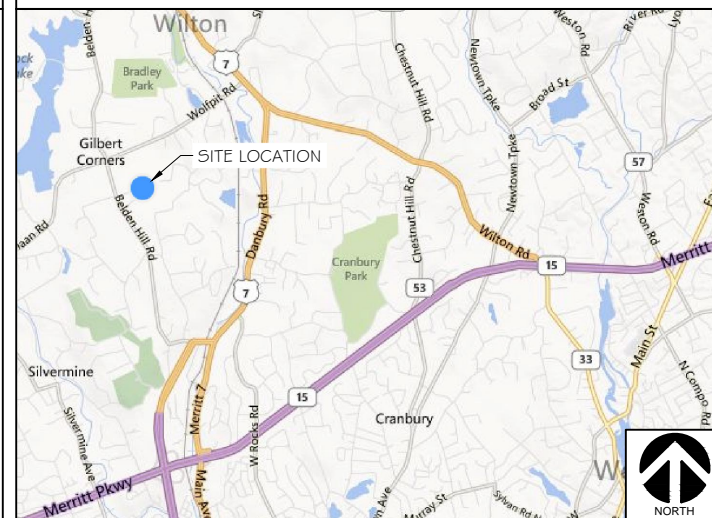 Wilton
Belden H
Weston Rd
River Rd
Lyo
7
Chestnut Hill Rd
Newtown Tpke
Bradley
Park
Broad St
Wolfpit Rd
Gilbert
Corners
SITE LOCATION
57
Newtown Tpke
Belden Hill Rd
Danbury Rd
Chestnut Hill Rd
Weston Rd
Wilton Rd
Cranbury
Park
15
Merritt
7
53
Main St
33
Silvermine
15
N Compo Rd
Merritt 7
W Rocks Rd
Cranbury
Silvermine Ave
Merritt Pkwy
Main Av
n Ave
Murray St
Sylvan Rd N
W
NORTH